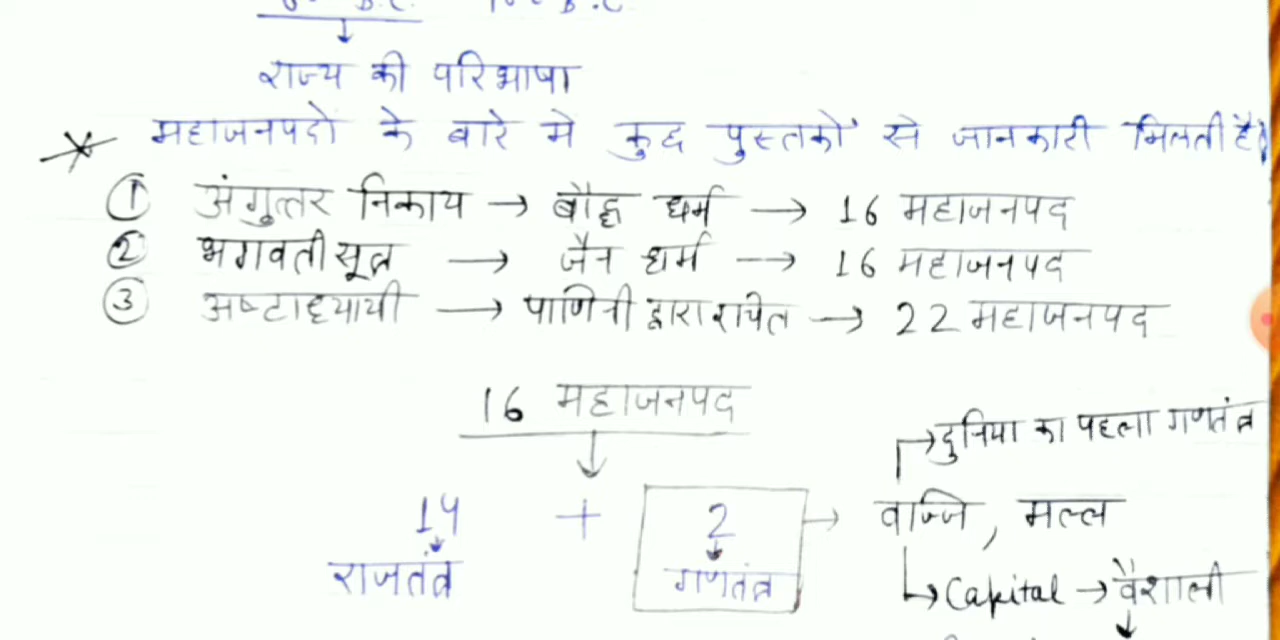 राज्य की परिभाषा
महाजनपदो के बारे मे कुछ पुस्तकों से जानकारी मिलती है।
① अंगुत्तर निकाय → बौद्ध धर्म → 16 महाजनपद
② भगवती सूत्र → जैन धर्म → 16 महाजनपद
③ अष्टाध्यायी → पाणिनी द्वारा रचित → 22 महाजनपद
16 महाजनपद
→ दुनिया का पहला गणतंत्र
14 + 2 → वज्जि, मल्ल
राजतंत्र गणतंत्र
→ Capital → वैशाली